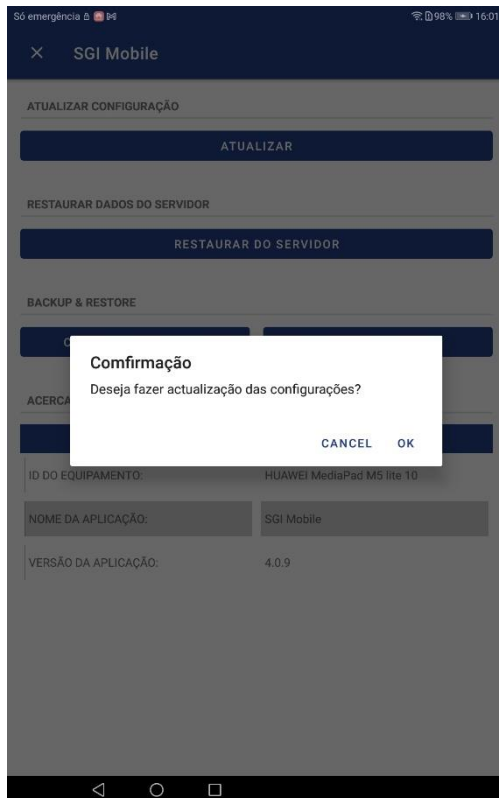 Só emergência 98% 16:01
SGI Mobile
ATUALIZAR CONFIGURAÇÃO
ATUALIZAR
RESTAURAR DADOS DO SERVIDOR
RESTAURAR DO SERVIDOR
BACKUP & RESTORE
C
Comfirmação
Deseja fazer actualização das configurações?
CANCEL OK
ACERCA
ID DO EQUIPAMENTO: HUAWEI MediaPad M5 lite 10
NOME DA APLICAÇÃO: SGI Mobile
VERSÃO DA APLICAÇÃO: 4.0.9